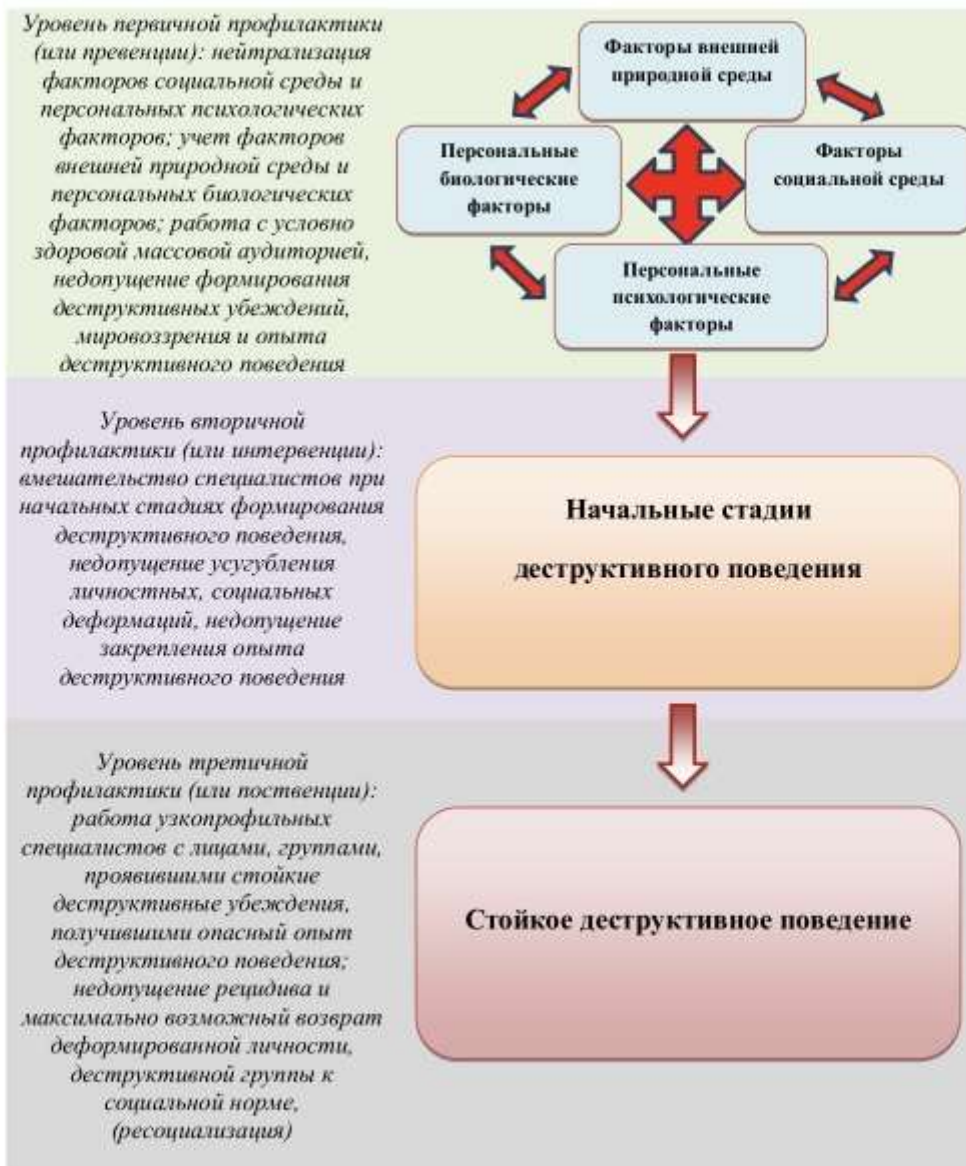 Уровень первичной профилактики
(или превенции): нейтрализация
факторов социальной среды и
персональных психологических
факторов; учет факторов
внешней природной среды и
персональных биологических
факторов; работа с условно
здоровой массовой аудиторией,
недопущение формирования
деструктивных убеждений,
мировоззрения и опыта
деструктивного поведения
Факторы внешней
природной среды
Персональные
биологические
факторы
Факторы
социальной среды
Персональные
психологические
факторы
Уровень вторичной
профилактики (или интервенции):
вмешательство специалистов при
начальных стадиях формирования
деструктивного поведения,
недопущение усугубления
личностных, социальных
деформаций, недопущение
закрепления опыта
деструктивного поведения
Начальные стадии
деструктивного поведения
Уровень третичной
профилактики (или поственции):
работа узкопрофильных
специалистов с лицами, группами,
проявившими стойкие
деструктивные убеждения,
получившими опасный опыт
деструктивного поведения;
недопущение рецидива и
максимально возможный возврат
деформированной личности,
деструктивной группы к
социальной норме,
(ресоциализация)
Стойкое деструктивное поведение